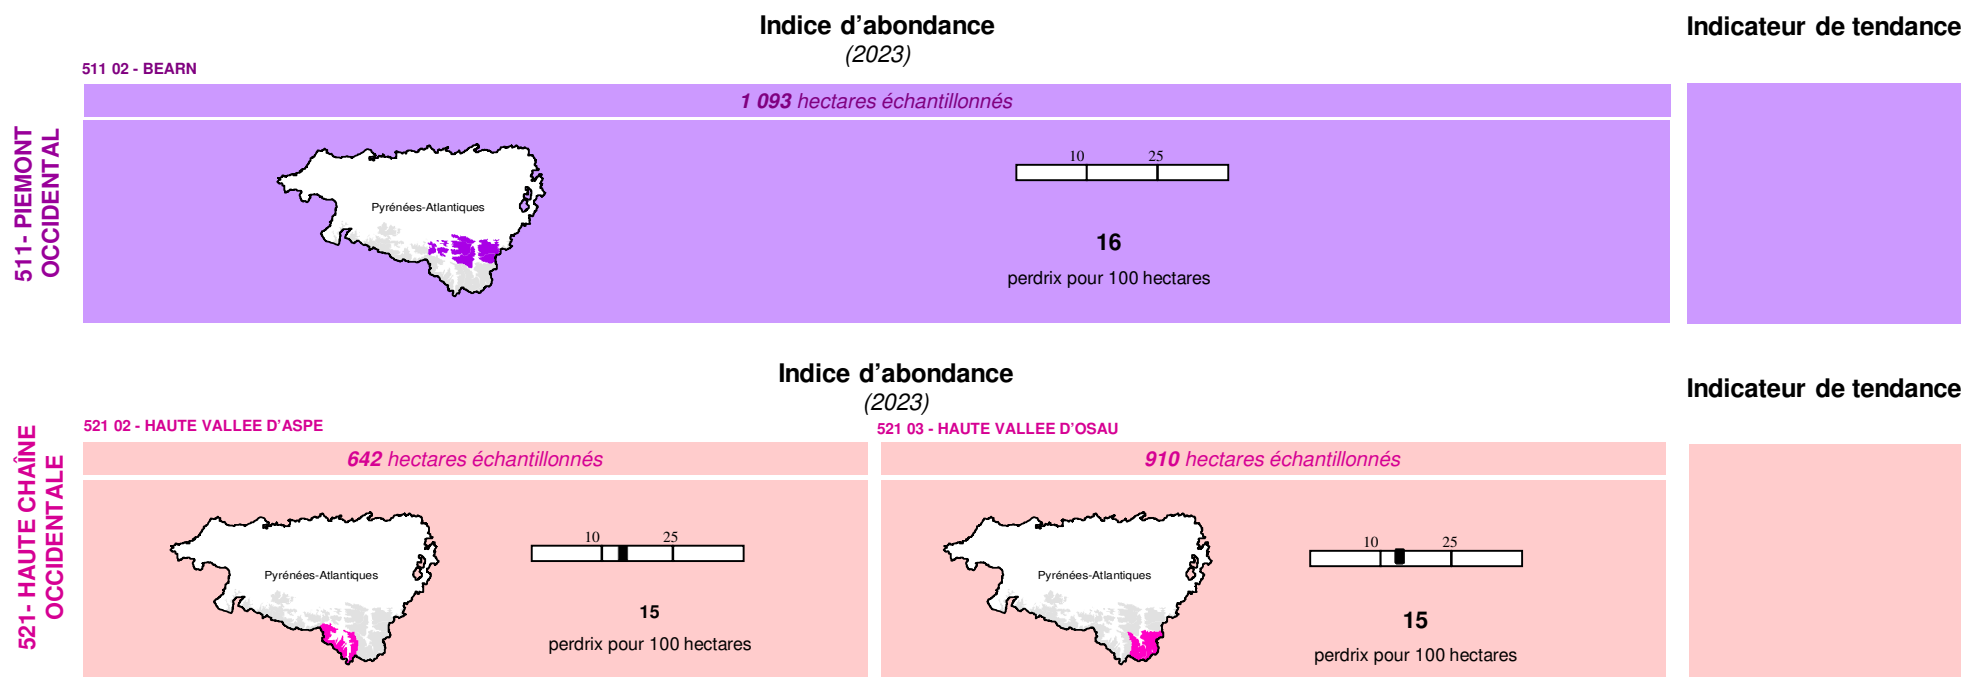 Indice d'abondance
(2023)
Indicateur de tendance
511 02 - BEARN
1 093 hectares échantillonnés
511- PIEMONT
OCCIDENTAL
Pyrénées-Atlantiques
10 25
16
perdrix pour 100 hectares
Indice d'abondance
(2023)
Indicateur de tendance
521- HAUTE CHAÎNE
OCCIDENTALE
521 02 - HAUTE VALLEE D'ASPE
642 hectares échantillonnés
Pyrénées-Atlantiques
10 25
15
perdrix pour 100 hectares
521 03 - HAUTE VALLEE D'OSAU
910 hectares échantillonnés
Pyrénées-Atlantiques
10 25
15
perdrix pour 100 hectares